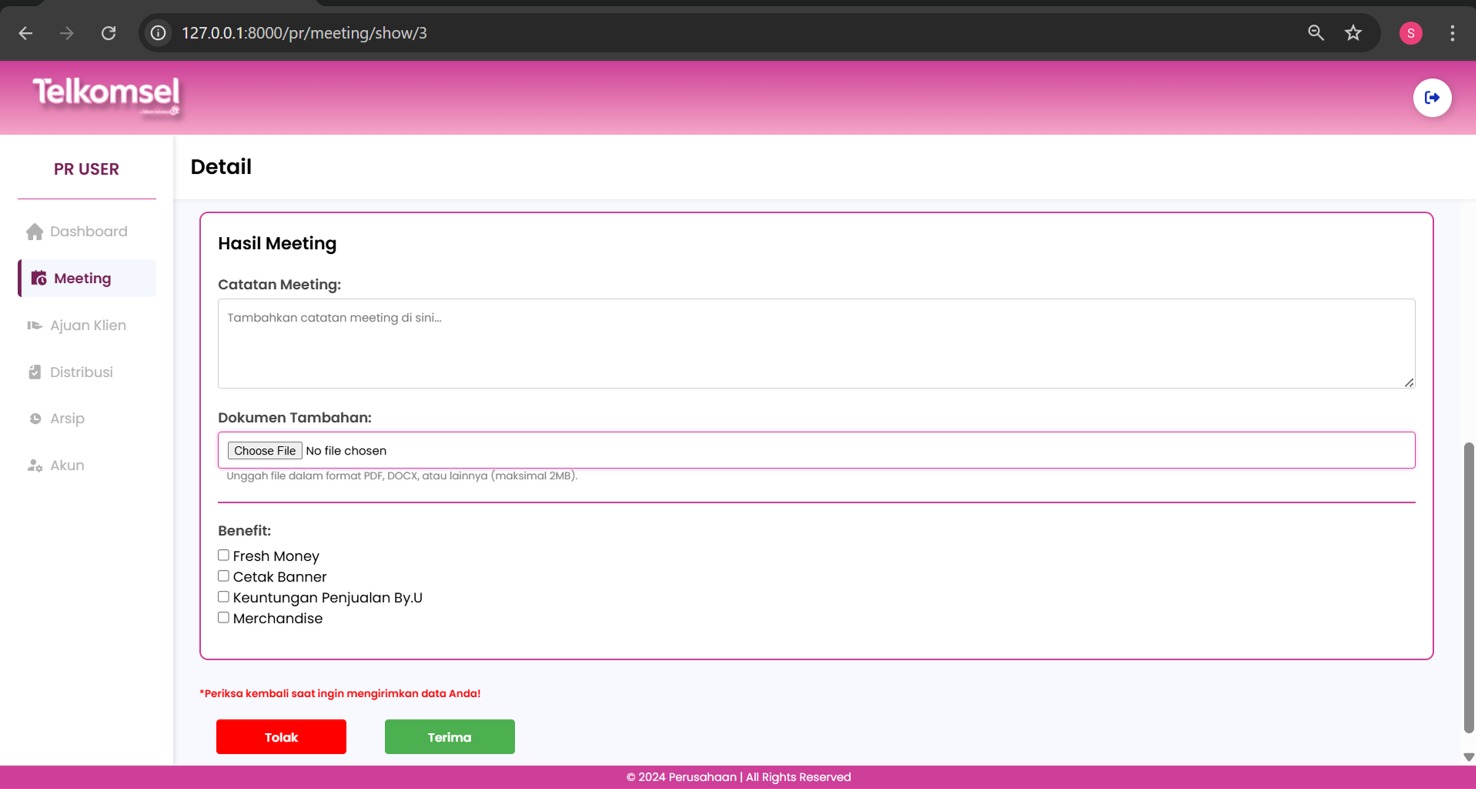 127.0.0.1:8000/pr/meeting/show/3
S
Telkomsel
PR USER
Detail
Dashboard
Meeting
Ajuan Klien
Distribusi
Arsip
Akun
Hasil Meeting
Catatan Meeting:
Tambahkan catatan meeting di sini...
Dokumen Tambahan:
Choose File No file chosen
Unggah file dalam format PDF, DOCX, atau lainnya (maksimal 2MB).
Benefit:
Fresh Money
Cetak Banner
Keuntungan Penjualan By.U
Merchandise
*Periksa kembali saat ingin mengirimkan data Anda!
Tolak Terima
© 2024 Perusahaan | All Rights Reserved